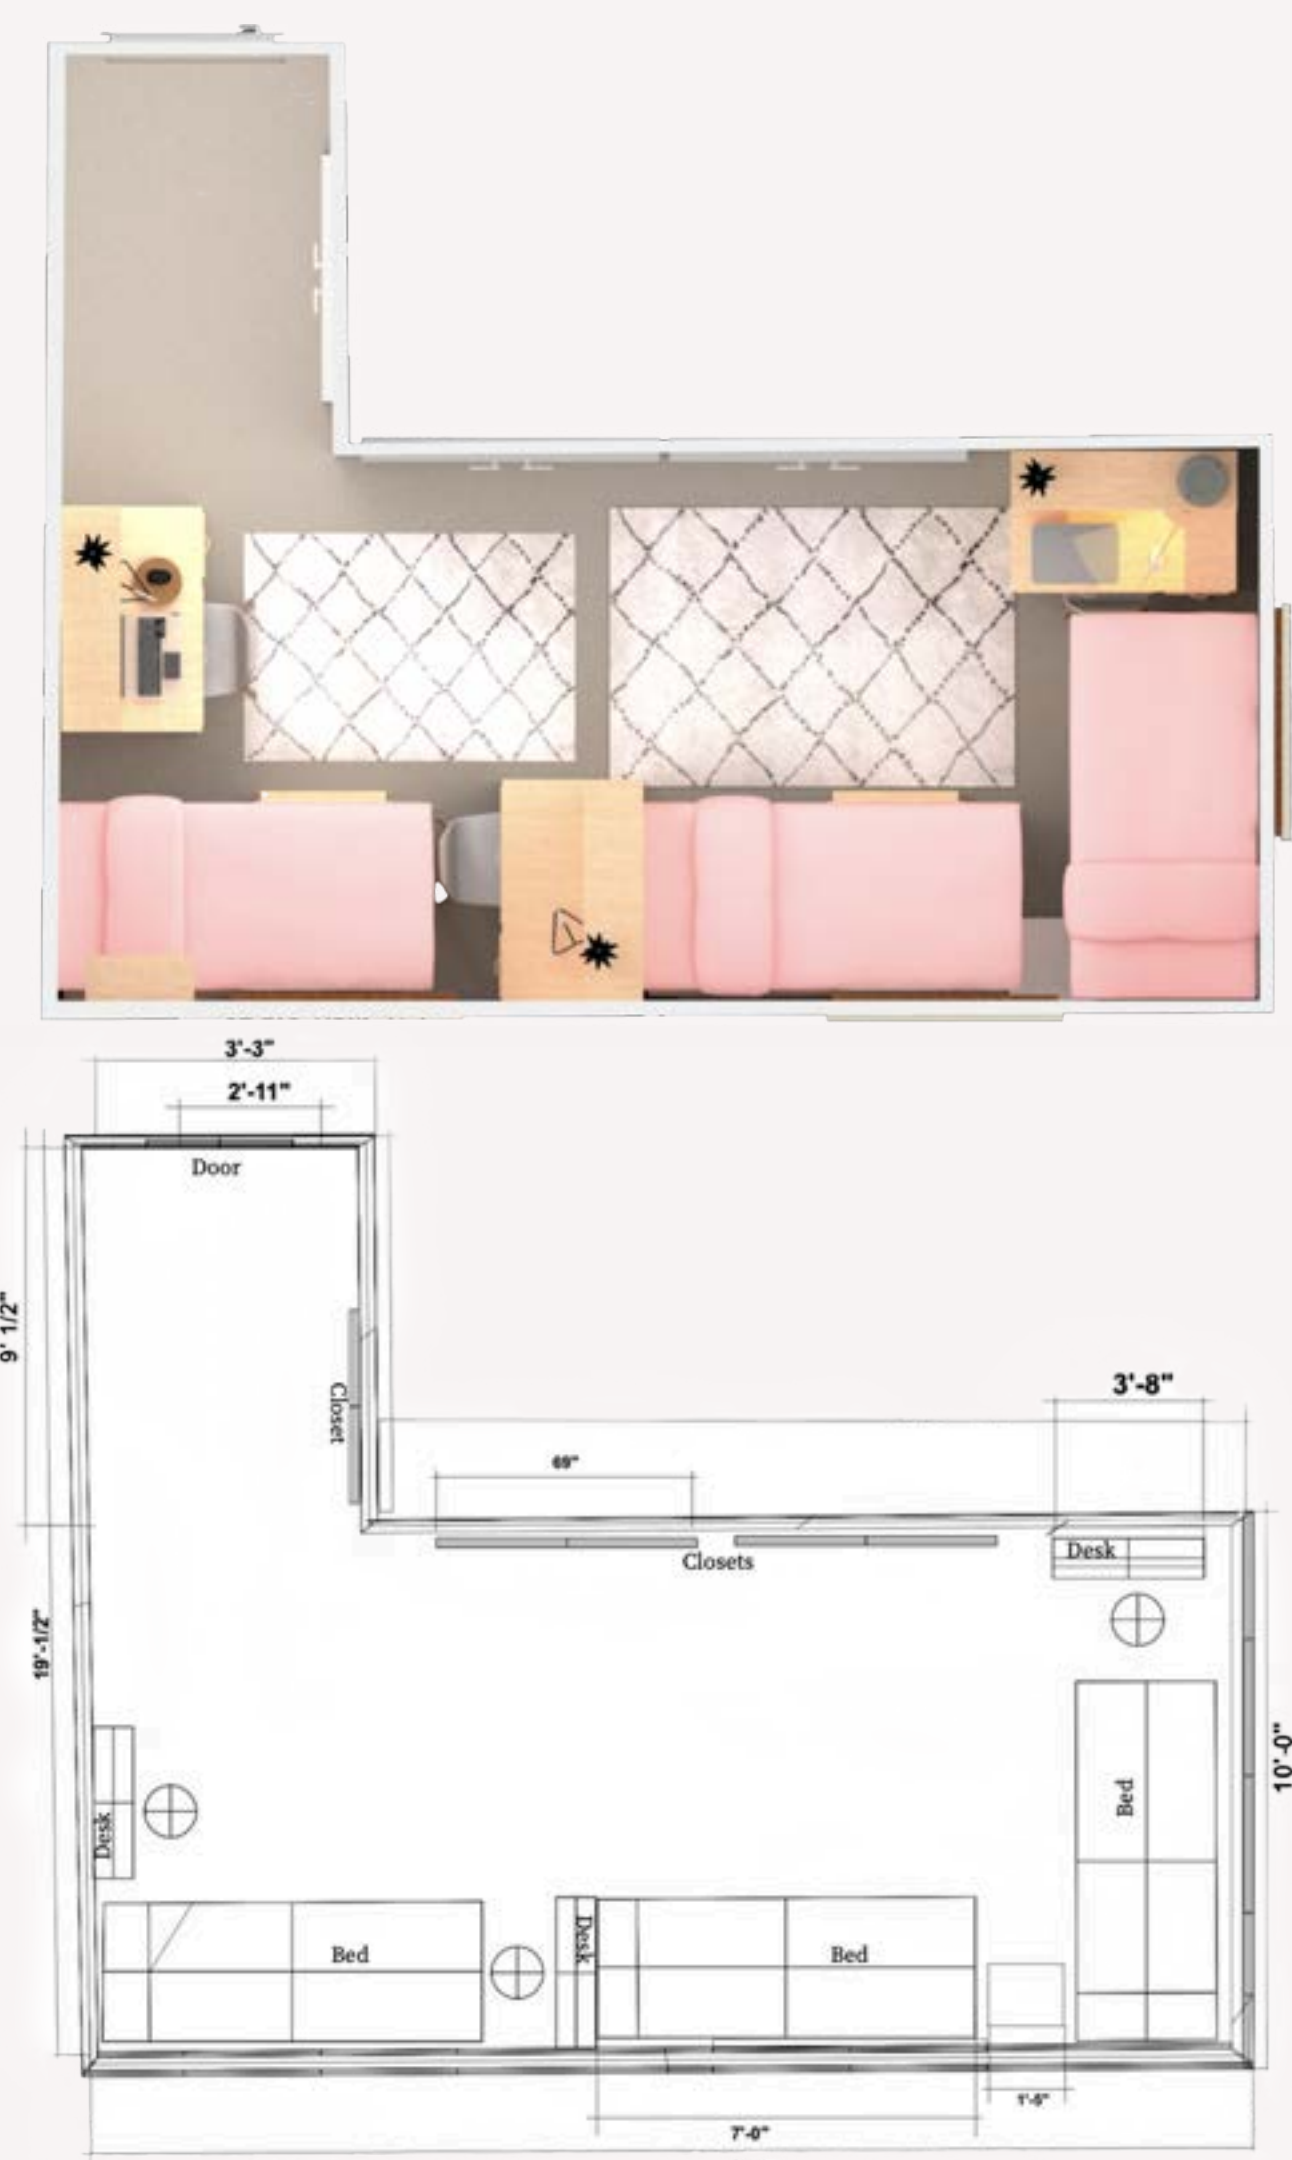 3'-3"
2'-11"
Door
9' 1/2"
Closet
3'-8"
69"
Closets
Desk
19'-1/2"
10'-0"
Bed
Desk
Bed
Desk
Bed
1'-5"
7'-0"